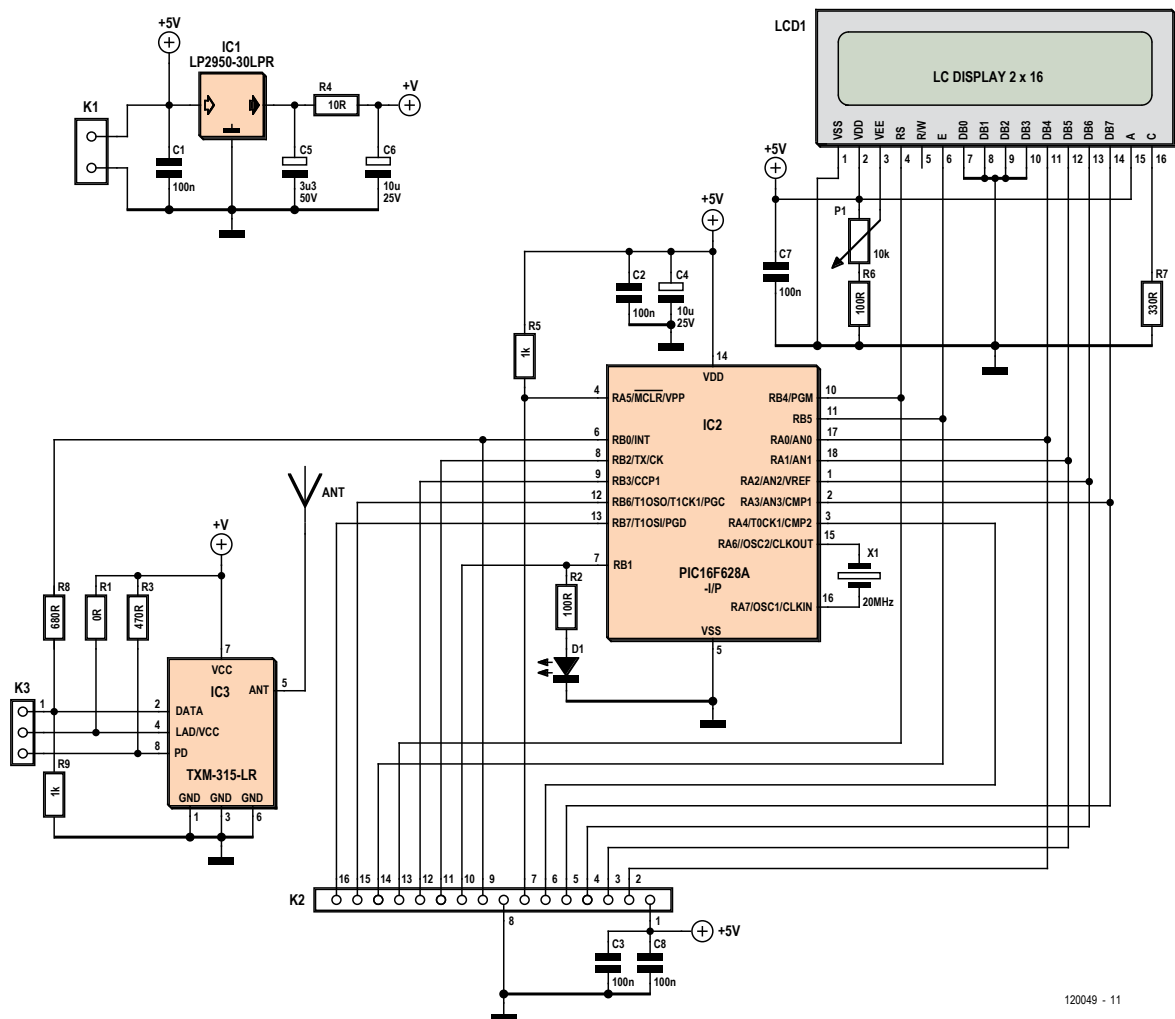 +5V
IC1
LP2950-30LPR
R4
10R
+V
K1
C1
100n
C5
3u3
50V
C6
10u
25V
LCD1
LC DISPLAY 2 x 16
VSS VDD VEE RS R/W E DB0 DB1 DB2 DB3 DB4 DB5 DB6 DB7 A C
1 2 3 4 5 6 7 8 9 10 11 12 13 14 15 16
+5V
P1
10k
C7
100n
R6
100R
R7
330R
+5V
C2
100n
C4
10u
25V
R5
1k
14
VDD
IC2
4 RA5/MCLR/VPP
6 RB0/INT
8 RB2/TX/CK
9 RB3/CCP1
12 RB6/T1OSO/T1CK1/PGC
13 RB7/T1OSI/PGD
7 RB1
RB4/PGM 10
RB5 11
RA0/AN0 17
RA1/AN1 18
RA2/AN2/VREF 1
RA3/AN3/CMP1 2
RA4/T0CK1/CMP2 3
RA6//OSC2/CLKOUT 15
RA7/OSC1/CLKIN 16
PIC16F628A
-I/P
VSS
5
X1
20MHz
R2
100R
D1
ANT
+V
R8
680R
R1
0R
R3
470R
7
VCC
IC3
ANT 5
K3
1
2 DATA
4 LAD/VCC
8 PD
TXM-315-LR
GND GND GND
1 3 6
R9
1k
K2
16 15 14 13 12 11 10 9 7 6 5 4 3 2
8 1
+5V
C3
100n
C8
100n
120049 - 11